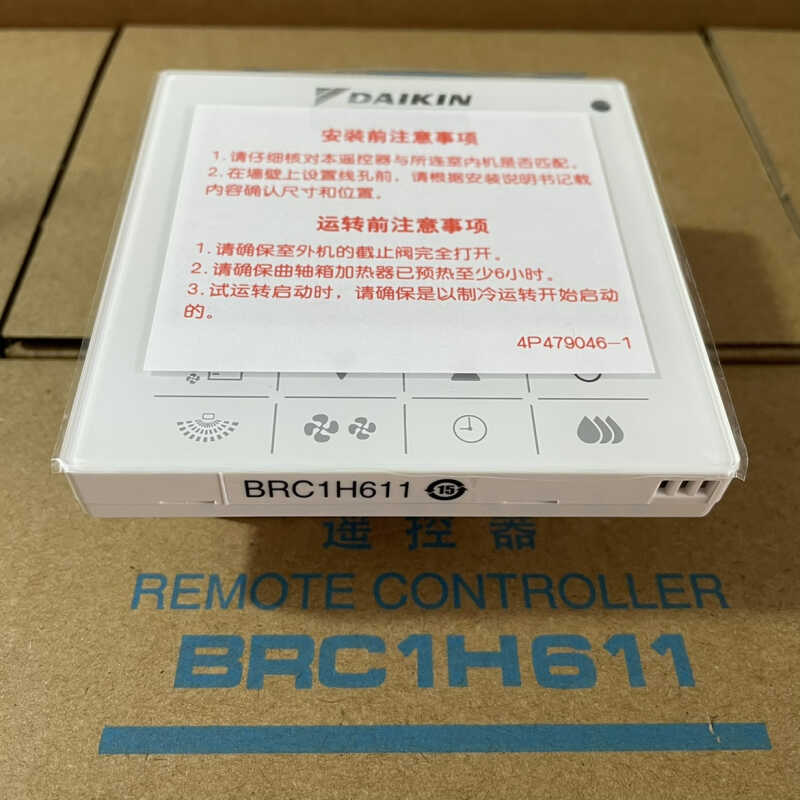 DAIKIN
安装前注意事项
1. 请仔细核对本遥控器与所连室内机是否匹配。
2. 在墙壁上设置线孔前，请根据安装说明书记载
内容确认尺寸和位置。
运转前注意事项
1. 请确保室外机的截止阀完全打开。
2. 请确保曲轴箱加热器已预热至少6小时。
3. 试运转启动时，请确保是以制冷运转开始启动
的。
4P479046-1
BRC1H611 15
遥控器
REMOTE CONTROLLER
BRC1H611